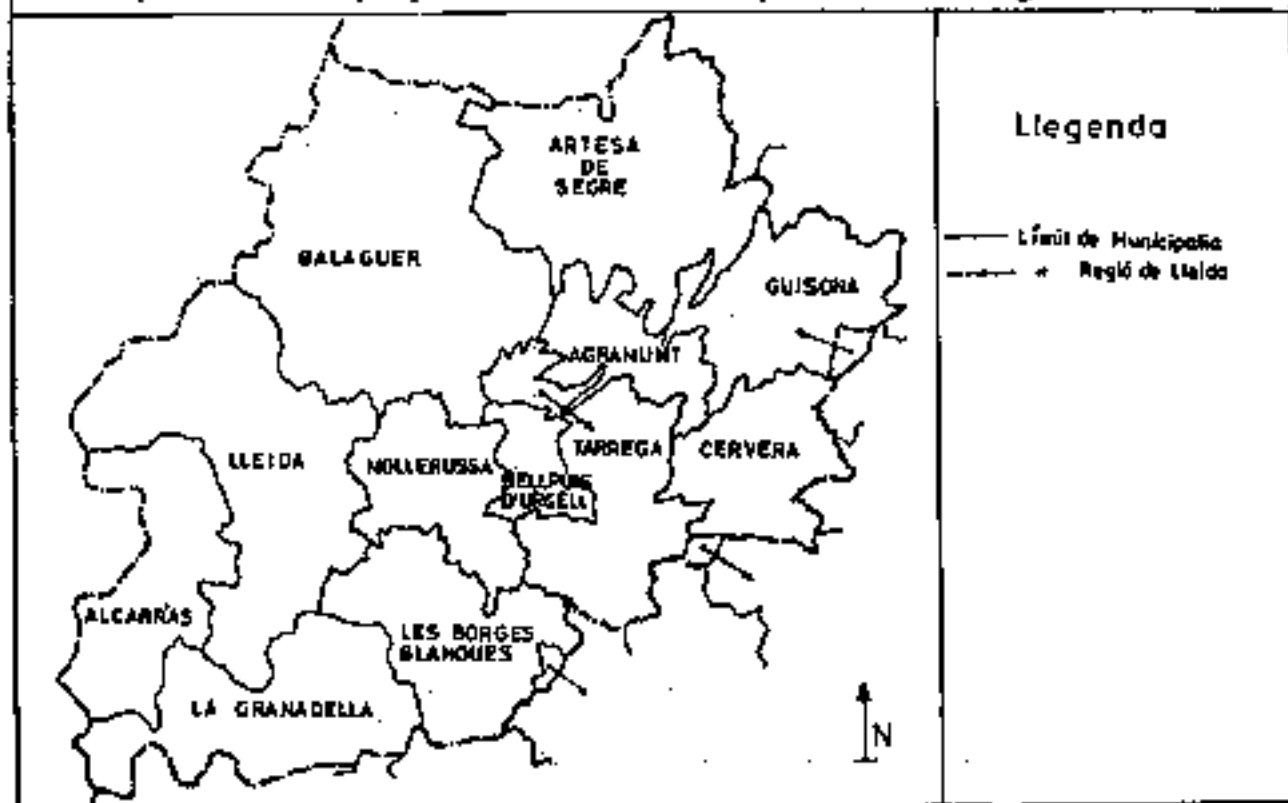 Llegenda
Límit de Municipalia
" Regió de Lleida
ARTESA
DE
SEGRE
BALAGUER
GUISONA
AGRAMUNT
LLEIDA
MOLLERUSSA
BELLPUIG
D'URGELL
TARREGA
CERVERA
ALCARRAS
LES BORGES
BLANQUES
LA GRANADELLA
N